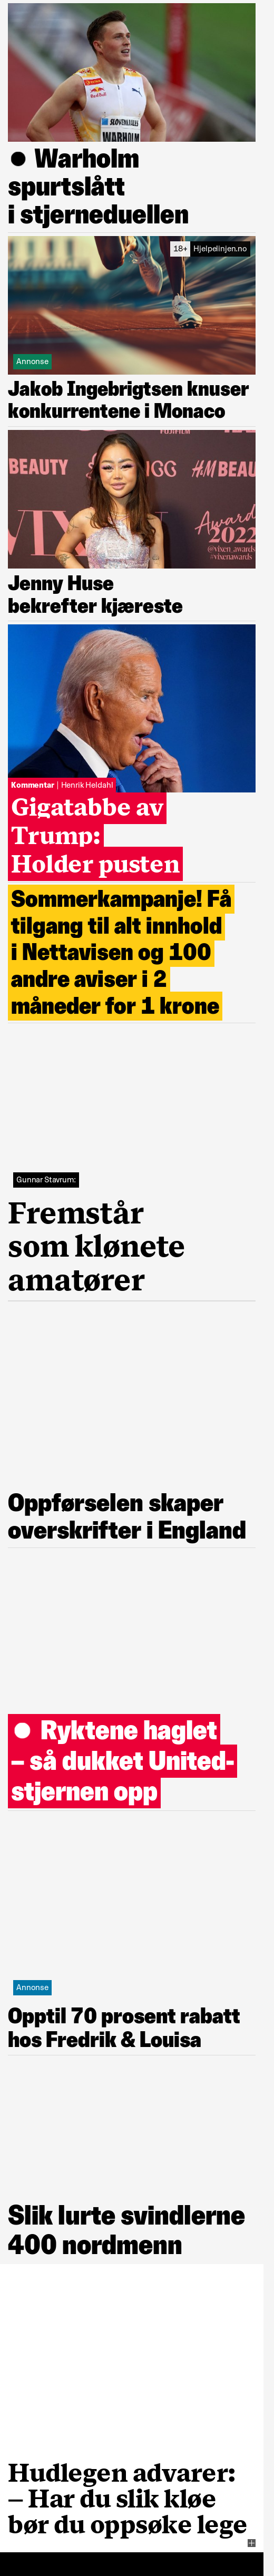 SLOVENALES
WARHOLM
● Warholm
spurtslått
i stjerneduellen
18+ Hjelpelinjen.no
Annonse
Jakob Ingebrigtsen knuser
konkurrentene i Monaco
BEAUTY
H&M BEAUTY
Awards
2022
@vixen_awards
#vixenawards
Jenny Huse
bekrefter kjæreste
Kommentar | Henrik Heldahl
Gigatabbe av
Trump:
Holder pusten
Sommerkampanje! Få
tilgang til alt innhold
i Nettavisen og 100
andre aviser i 2
måneder for 1 krone
Gunnar Stavrum:
Fremstår
som klønete
amatører
Oppførselen skaper
overskrifter i England
● Ryktene haglet
– så dukket United-
stjernen opp
Annonse
Opptil 70 prosent rabatt
hos Fredrik & Louisa
Slik lurte svindlerne
400 nordmenn
Hudlegen advarer:
– Har du slik kløe
bør du oppsøke lege